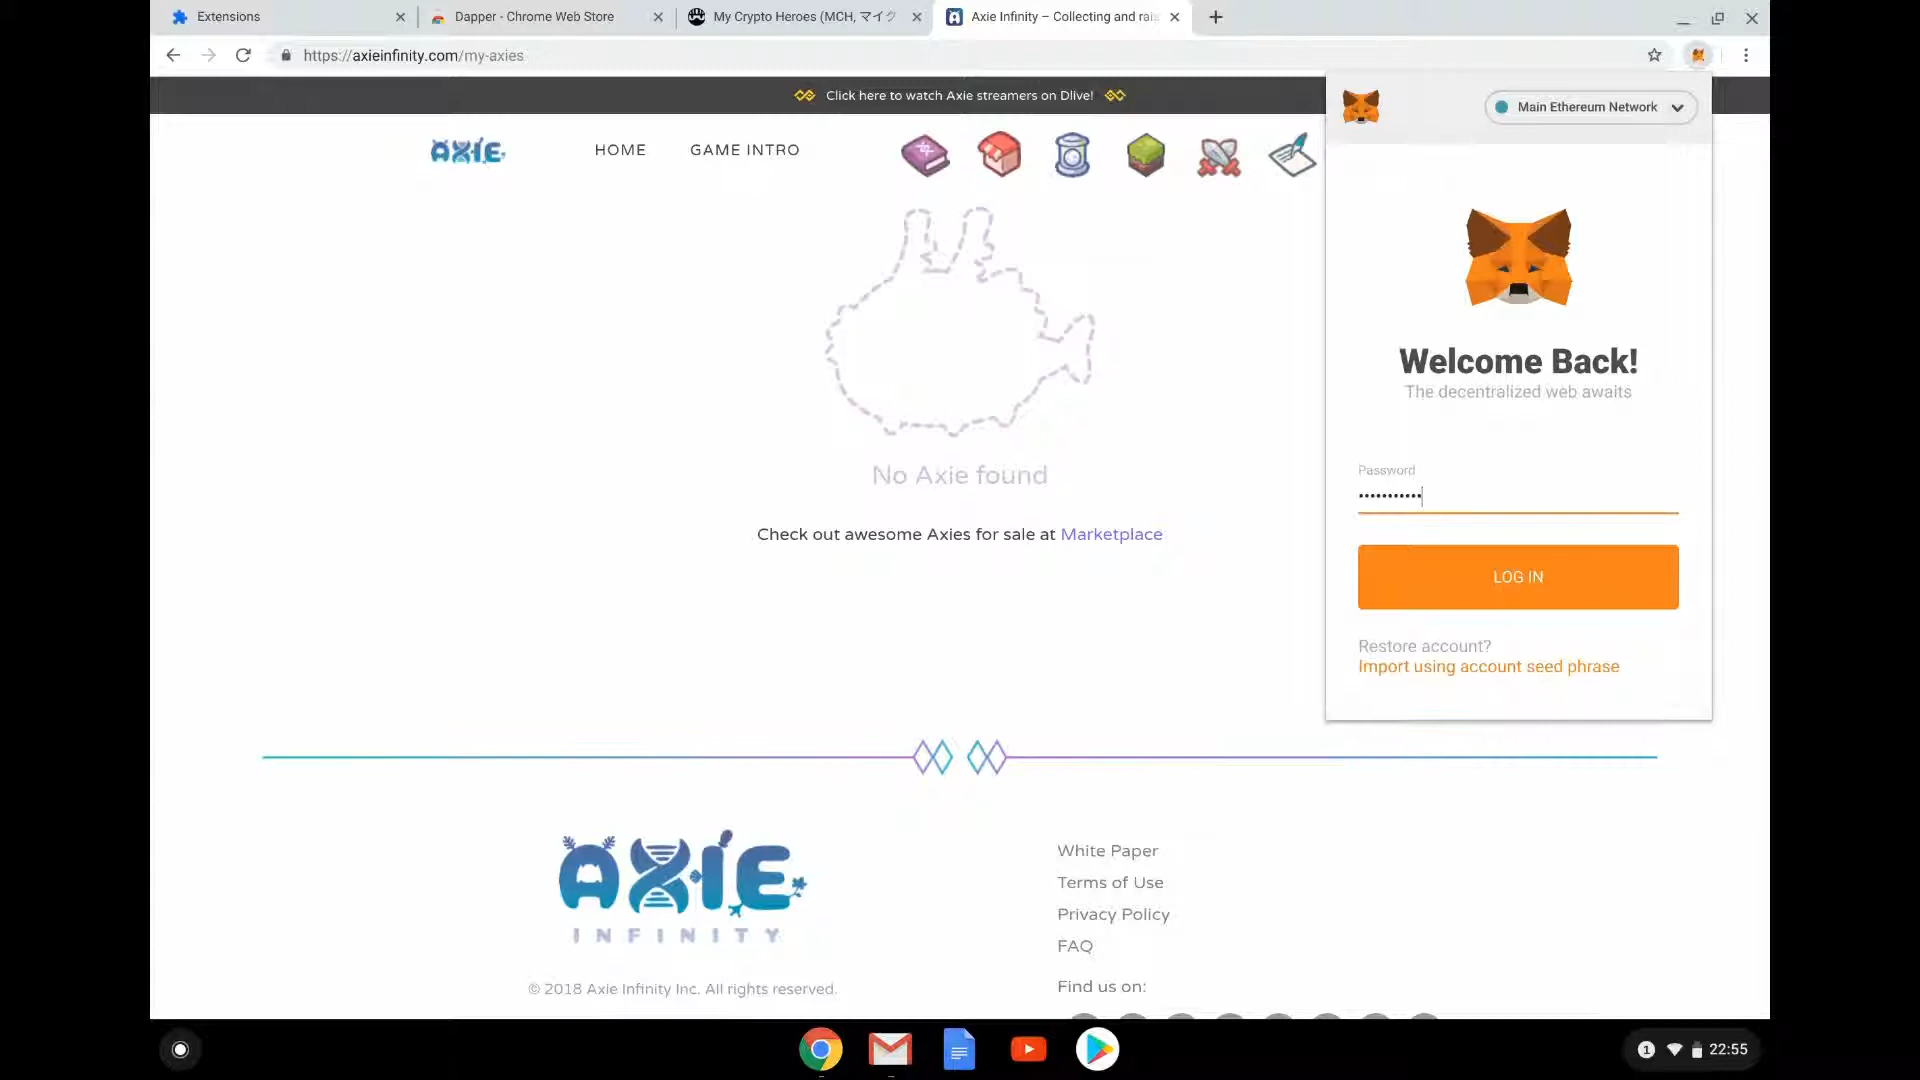 Extensions
Dapper - Chrome Web Store
My Crypto Heroes (MCH, マイク
Axie Infinity – Collecting and rais
https://axieinfinity.com/my-axies
Click here to watch Axie streamers on Dlive!
Main Ethereum Network
AXIE
HOME
GAME INTRO
Welcome Back!
The decentralized web awaits
Password
•••••••••••
LOG IN
Restore account?
Import using account seed phrase
No Axie found
Check out awesome Axies for sale at Marketplace
AXIE
INFINITY
© 2018 Axie Infinity Inc. All rights reserved.
White Paper
Terms of Use
Privacy Policy
FAQ
Find us on:
1
22:55